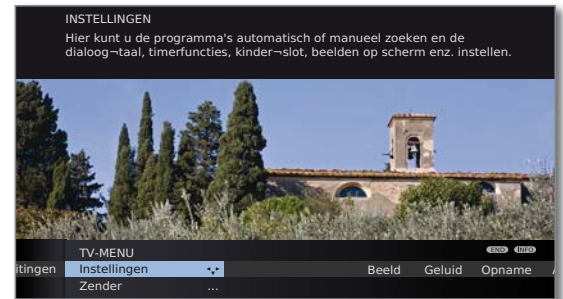 INSTELLINGEN
Hier kunt u de programma's automatisch of manueel zoeken en de
dialoog¬taal, timerfuncties, kinder¬slot, beelden op scherm enz. instellen.
TV-MENU END INFO
itingen Instellingen Beeld Geluid Opname A
Zender ...